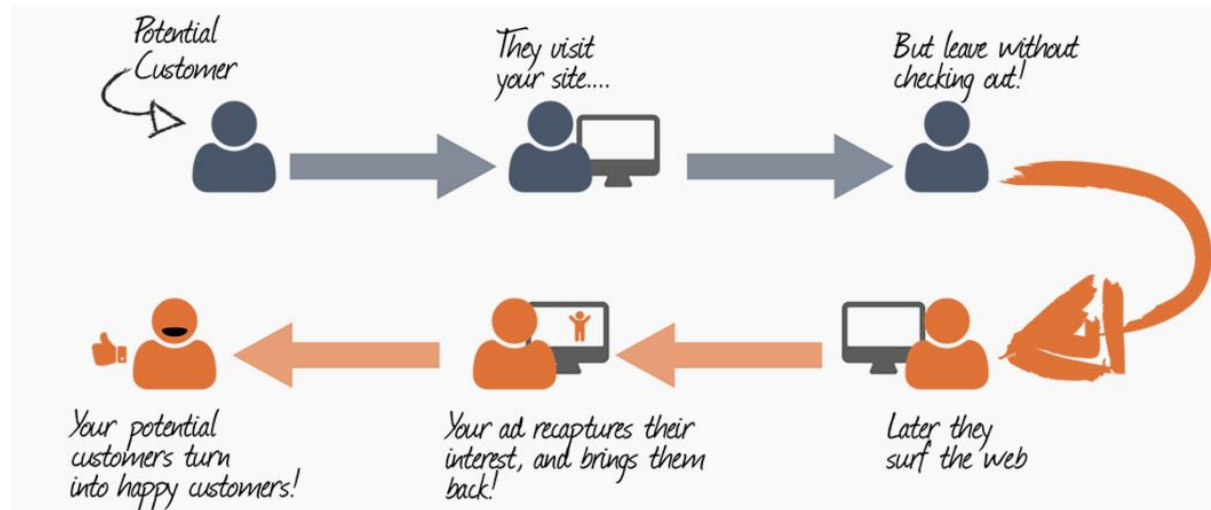 Potential
Customer
They visit
your site....
But leave without
checking out!
Later they
surf the web
Your ad recaptures their
interest, and brings them
back!
Your potential
customers turn
into happy customers!